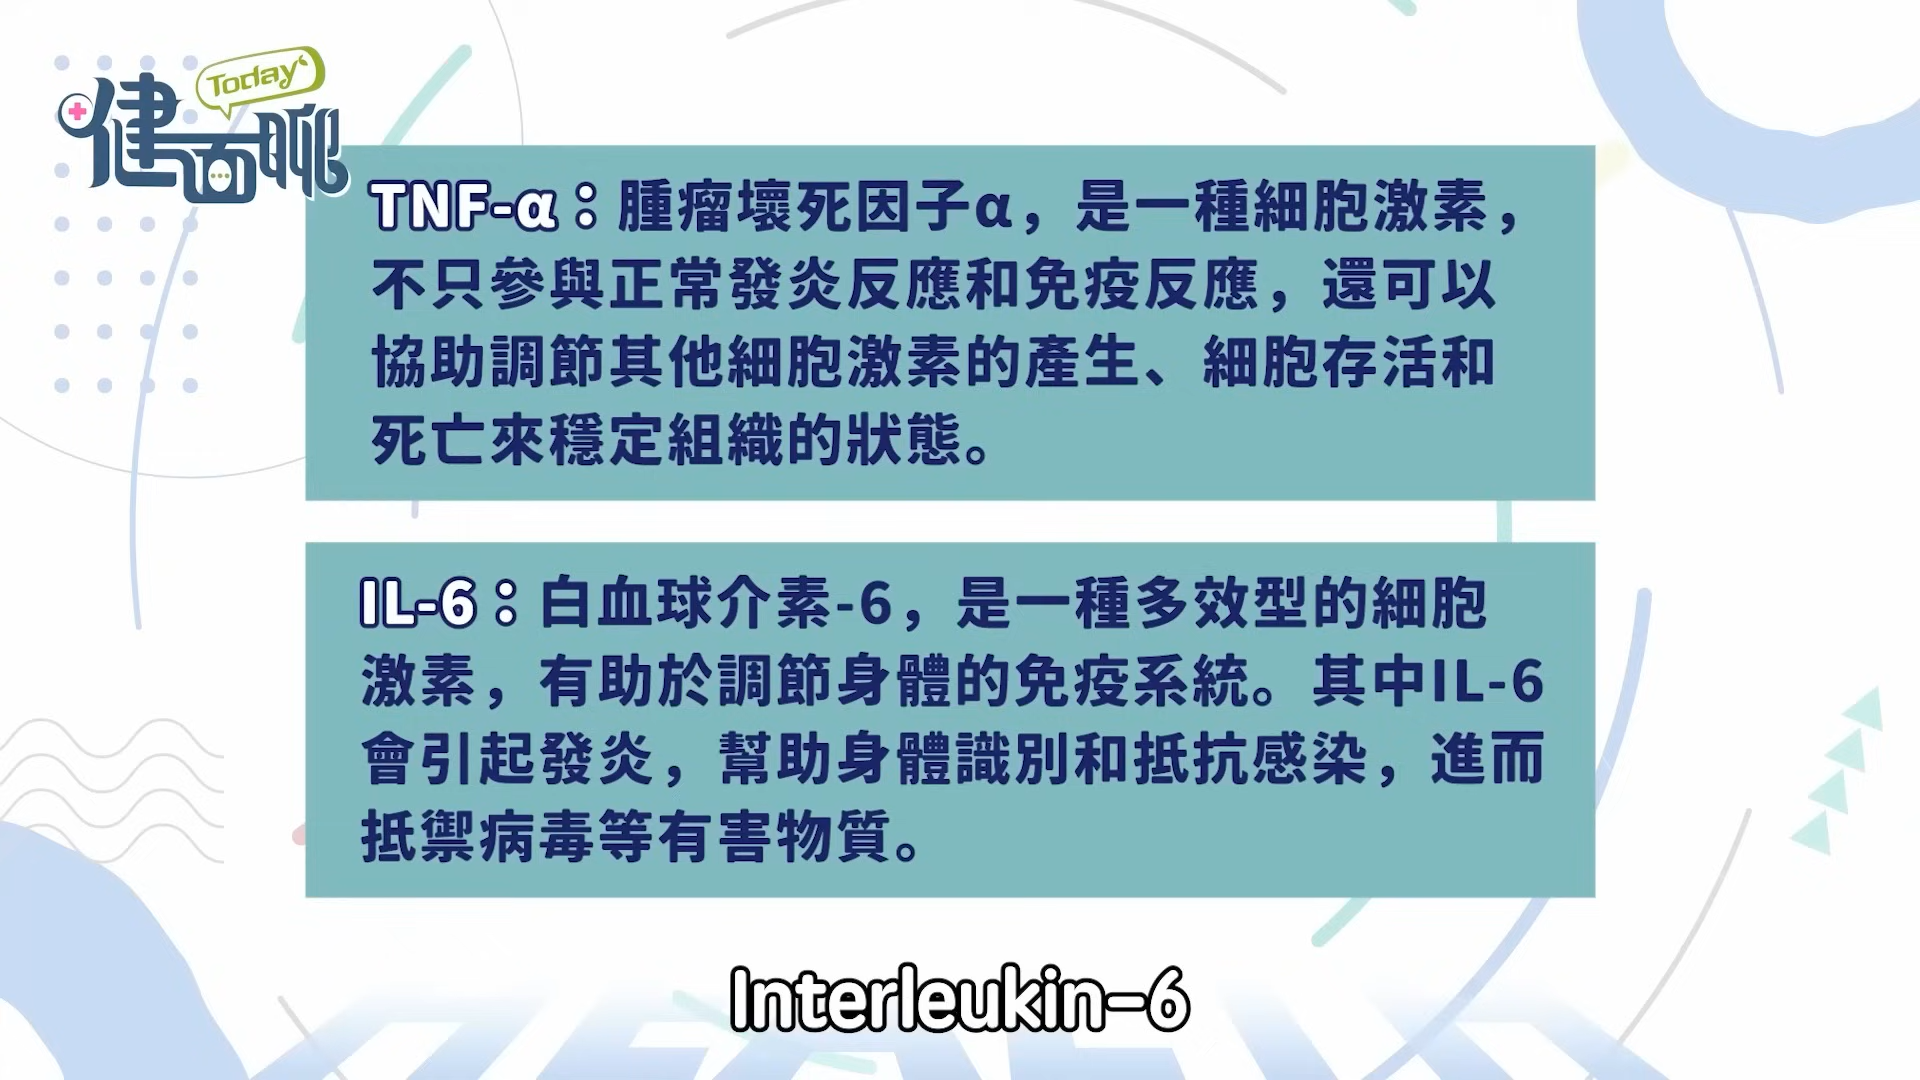 Today
健面聊
TNF-α：腫瘤壞死因子α，是一種細胞激素，
不只參與正常發炎反應和免疫反應，還可以
協助調節其他細胞激素的產生、細胞存活和
死亡來穩定組織的狀態。
IL-6：白血球介素-6，是一種多效型的細胞
激素，有助於調節身體的免疫系統。其中IL-6
會引起發炎，幫助身體識別和抵抗感染，進而
抵禦病毒等有害物質。
Interleukin-6